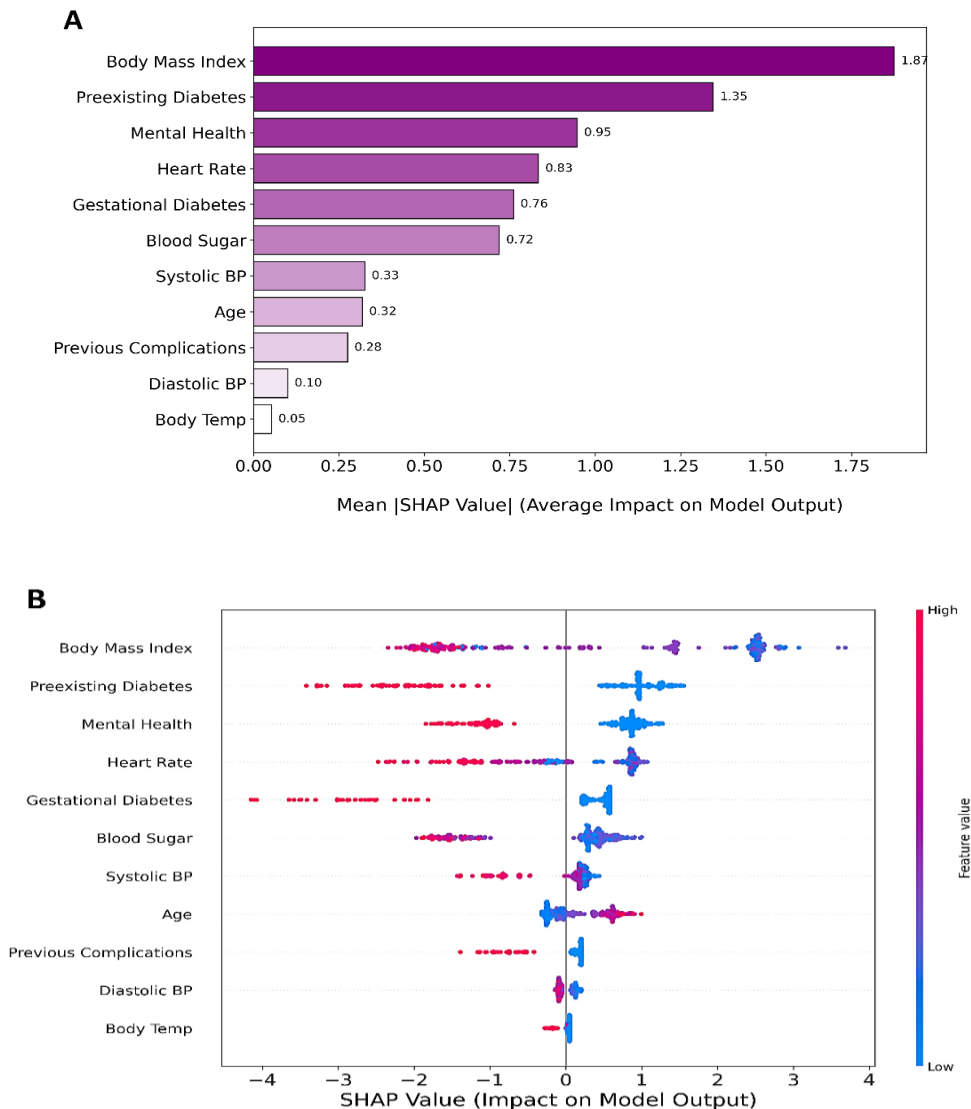 A
Body Mass Index
1.87
Preexisting Diabetes
1.35
Mental Health
0.95
Heart Rate
0.83
Gestational Diabetes
0.76
Blood Sugar
0.72
Systolic BP
0.33
Age
0.32
Previous Complications
0.28
Diastolic BP
0.10
Body Temp
0.05
0.00 0.25 0.50 0.75 1.00 1.25 1.50 1.75
Mean |SHAP Value| (Average Impact on Model Output)
B
High
Body Mass Index
Preexisting Diabetes
Mental Health
Heart Rate
Gestational Diabetes
Blood Sugar
Systolic BP
Age
Previous Complications
Diastolic BP
Body Temp
Feature value
Low
−4 −3 −2 −1 0 1 2 3 4
SHAP Value (Impact on Model Output)